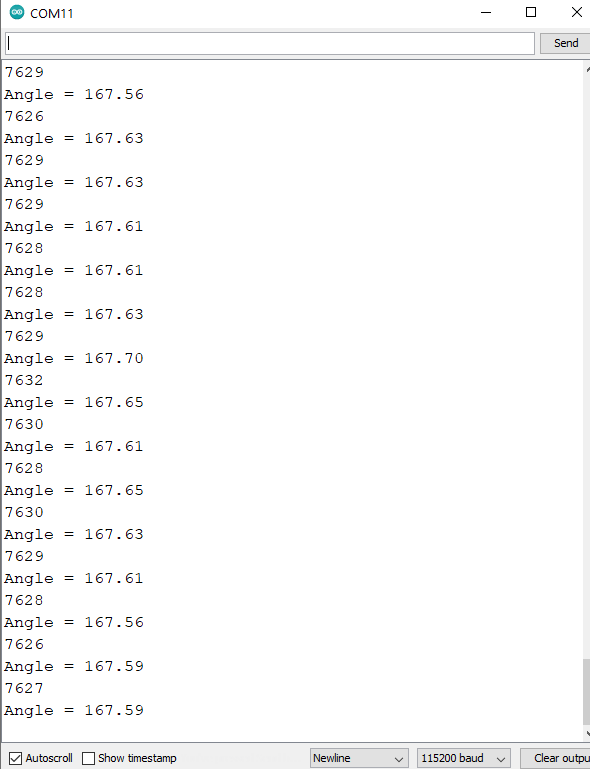 COM11
Send
7629
Angle = 167.56
7626
Angle = 167.63
7629
Angle = 167.63
7629
Angle = 167.61
7628
Angle = 167.61
7628
Angle = 167.63
7629
Angle = 167.70
7632
Angle = 167.65
7630
Angle = 167.61
7628
Angle = 167.65
7630
Angle = 167.63
7629
Angle = 167.61
7628
Angle = 167.56
7626
Angle = 167.59
7627
Angle = 167.59
Autoscroll Show timestamp Newline 115200 baud Clear outpu